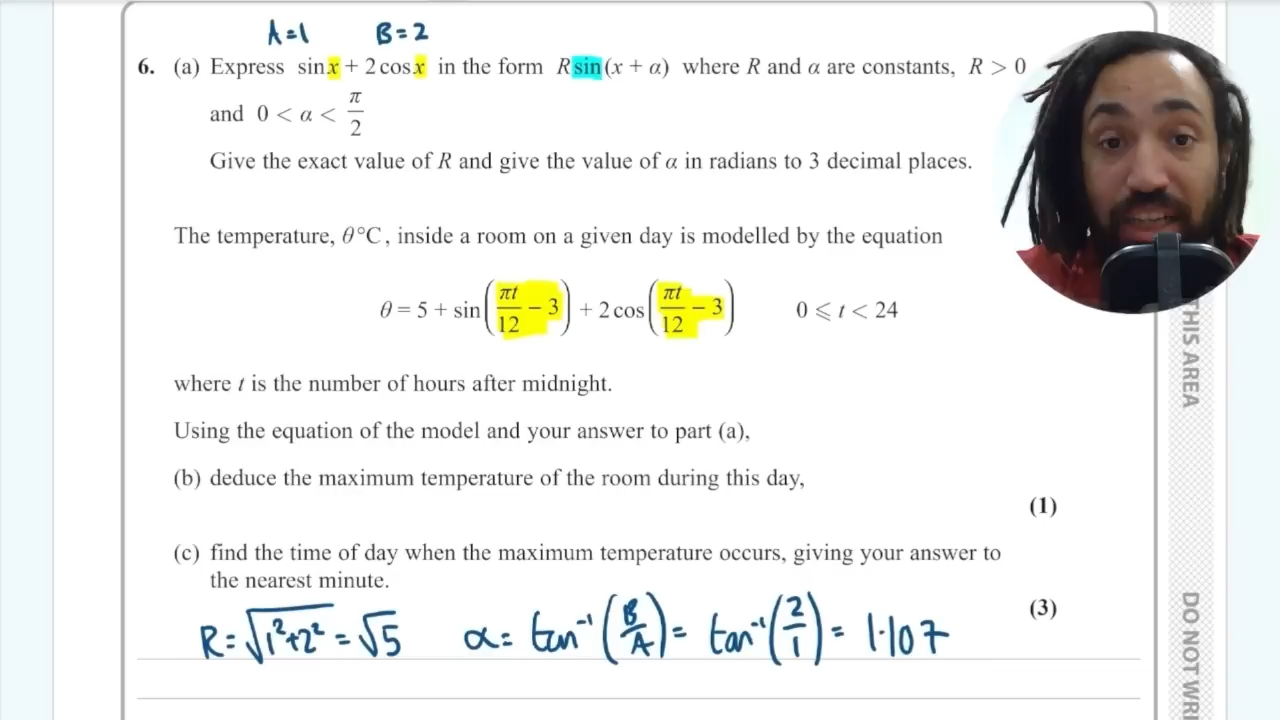 A=1 B=2
6. (a) Express sin x + 2 cos x in the form R sin(x + α) where R and α are constants, R > 0
and 0 < α < π/2
Give the exact value of R and give the value of α in radians to 3 decimal places.
The temperature, θ°C, inside a room on a given day is modelled by the equation
θ = 5 + sin(πt/12 − 3) + 2 cos(πt/12 − 3) 0 ⩽ t < 24
where t is the number of hours after midnight.
Using the equation of the model and your answer to part (a),
(b) deduce the maximum temperature of the room during this day,
(1)
(c) find the time of day when the maximum temperature occurs, giving your answer to
the nearest minute.
(3)
R = √1²+2² = √5 α = tan⁻¹(B/A) = tan⁻¹(2/1) = 1.107
THIS AREA
DO NOT WRI